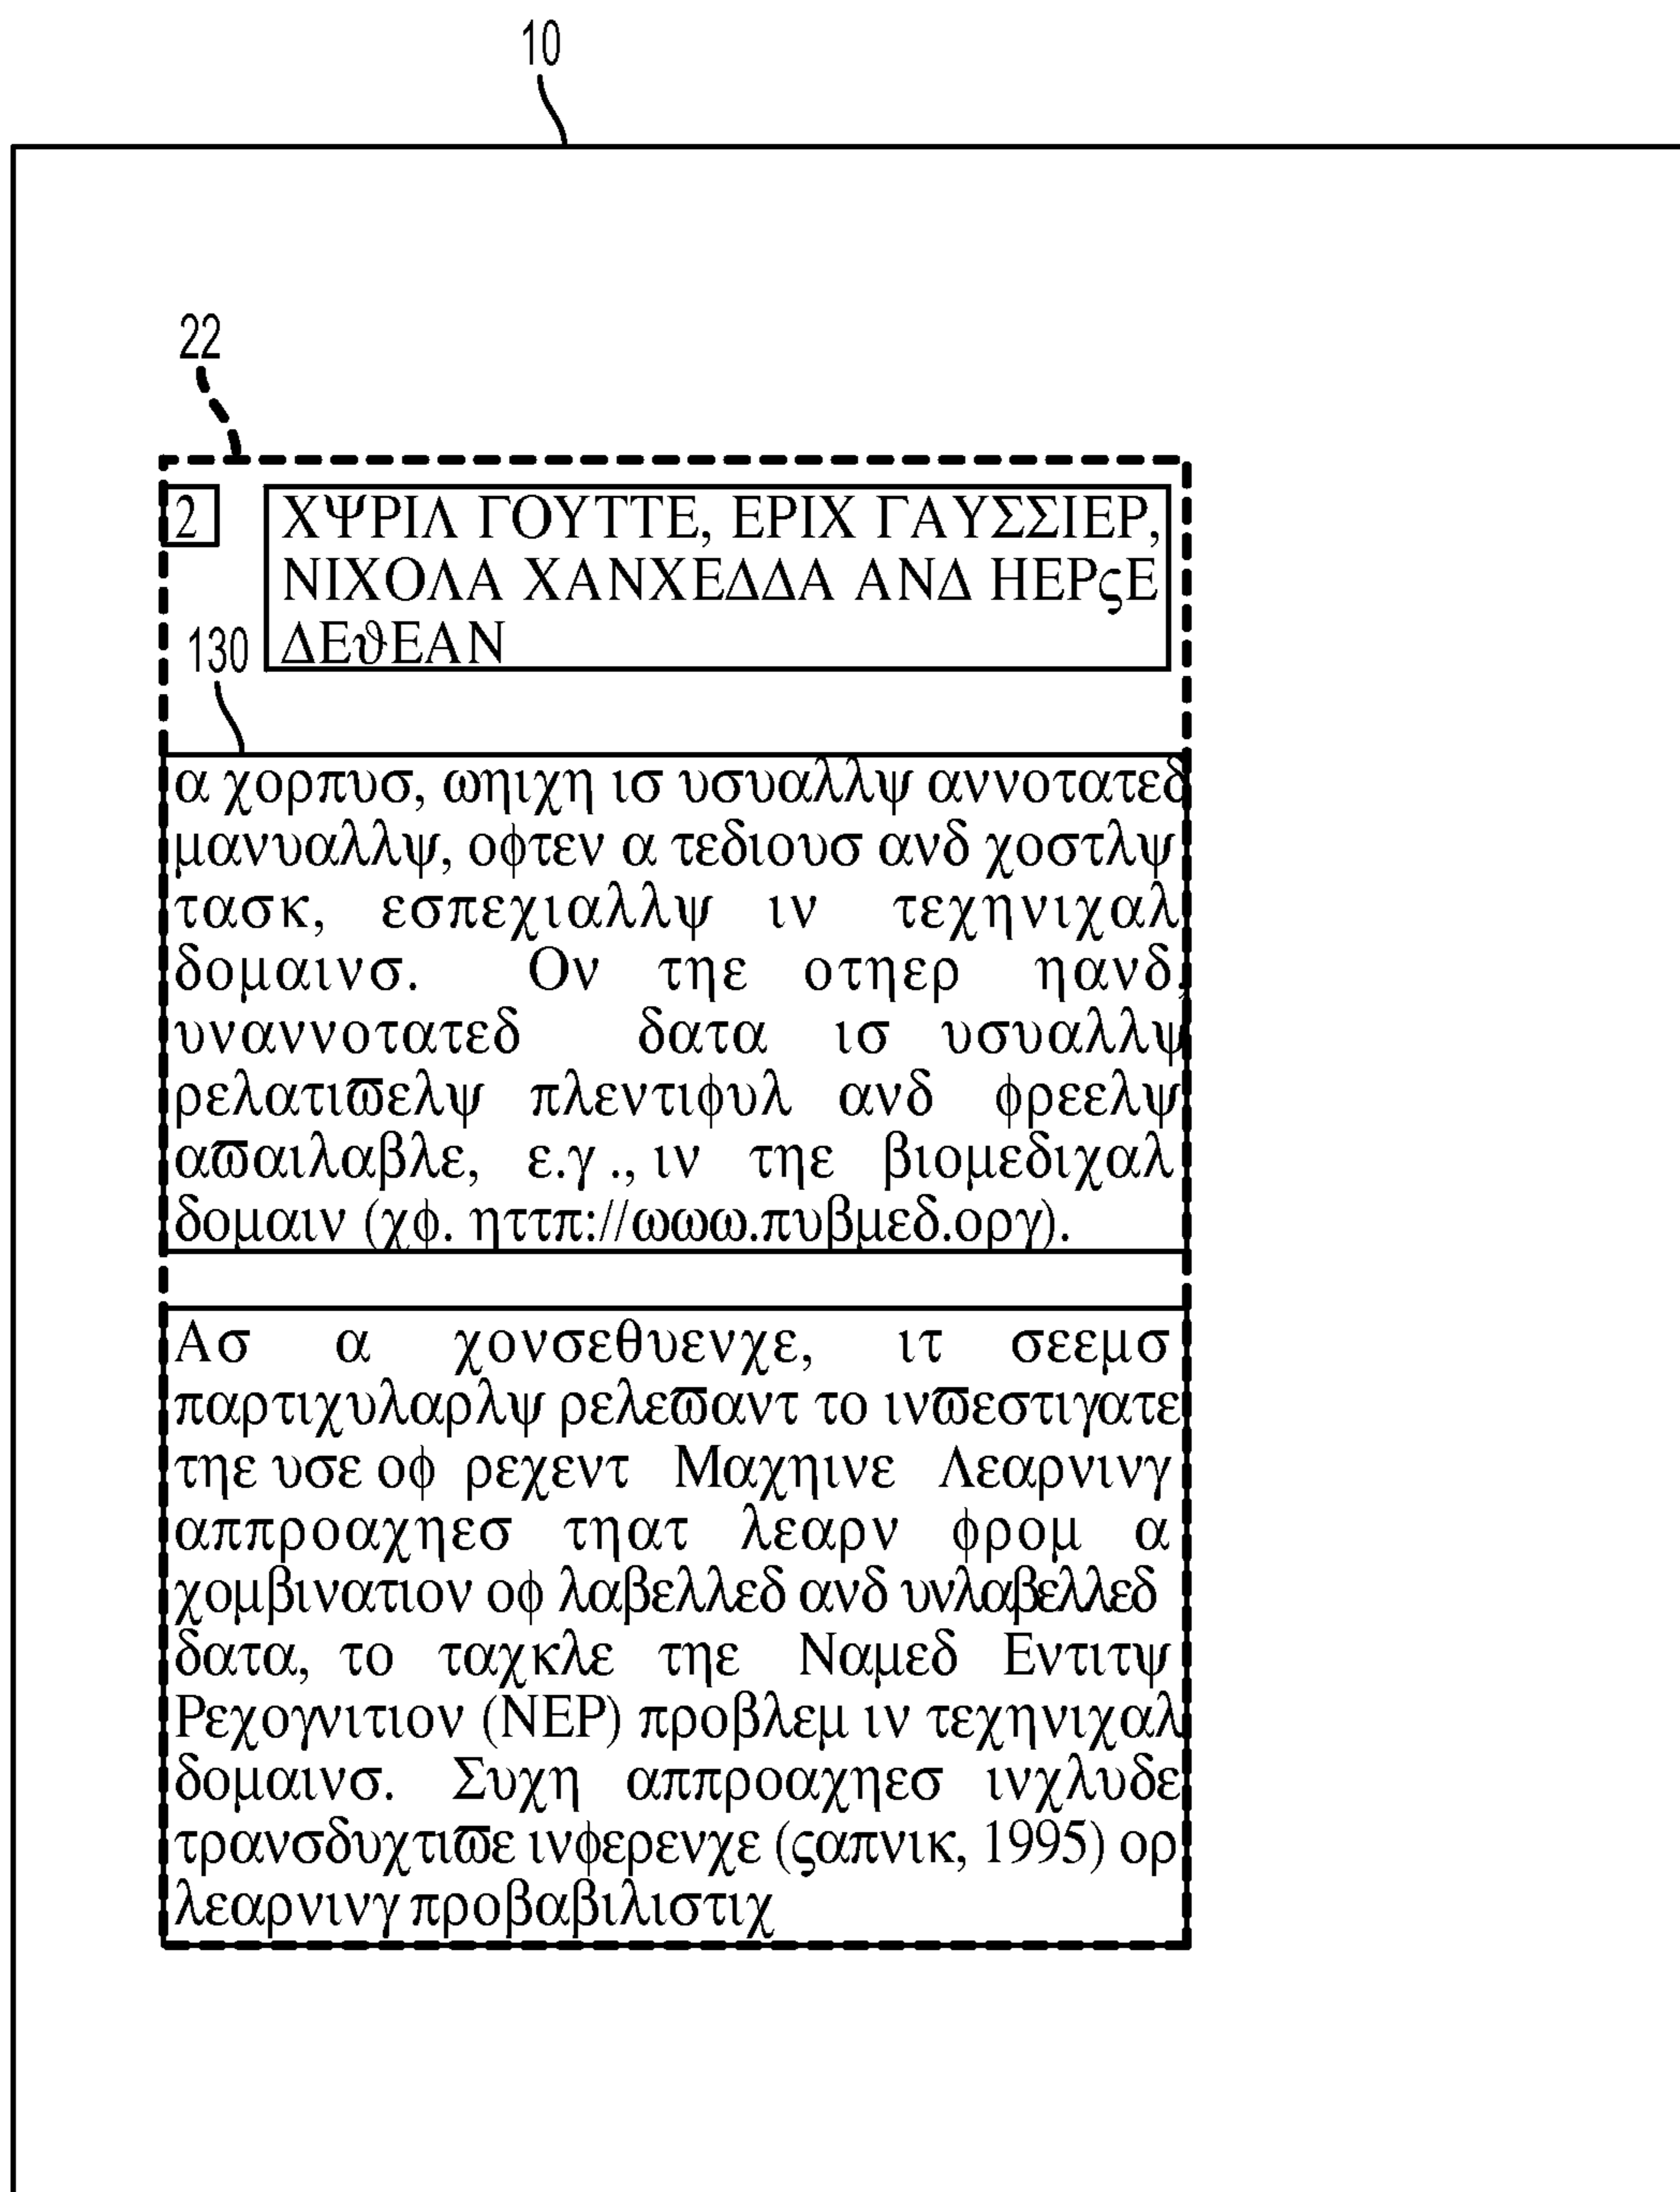 10
22
2
ΧΨΡΙΛ ΓΟΥΤΤΕ, ΕΡΙΧ ΓΑΥΣΣΙΕΡ,
ΝΙΧΟΛΑ ΧΑΝΧΕΔΔΑ ΑΝΔ ΗΕΡςΕ
ΔΕϑΕΑΝ
130
α χορπυσ, ωηιχη ισ υσυαλλψ αννοτατεδ
μανυαλλψ, οφτεν α τεδιουσ ανδ χοστλψ
τασκ, εσπεχιαλλψ ιν τεχηνιχαλ
δομαινσ. Ον τηε οτηερ ηανδ,
υναννοτατεδ δατα ισ υσυαλλψ
ρελατιϖελψ πλεντιφυλ ανδ φρεελψ
αϖαιλαβλε, ε.γ., ιν τηε βιομεδιχαλ
δομαιν (χφ. ηττπ://ωωω.πυβμεδ.οργ).
Ασ α χονσεθυενχε, ιτ σεεμσ
παρτιχυλαρλψ ρελεϖαντ το ινϖεστιγατε
τηε υσε οφ ρεχεντ Μαχηινε Λεαρνινγ
αππροαχηεσ τηατ λεαρν φρομ α
χομβινατιον οφ λαβελλεδ ανδ υνλαβελλεδ
δατα, το ταχκλε τηε Ναμεδ Εντιτψ
Ρεχογνιτιον (ΝΕΡ) προβλεμ ιν τεχηνιχαλ
δομαινσ. Συχη αππροαχηεσ ινχλυδε
τρανσδυχτιϖε ινφερενχε (ςαπνικ, 1995) ορ
λεαρνινγ προβαβιλιστιχ